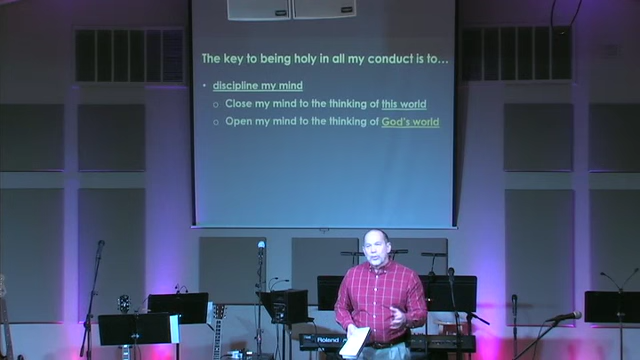 The key to being holy in all my conduct is to…
• discipline my mind
o Close my mind to the thinking of this world
o Open my mind to the thinking of God's world
Roland